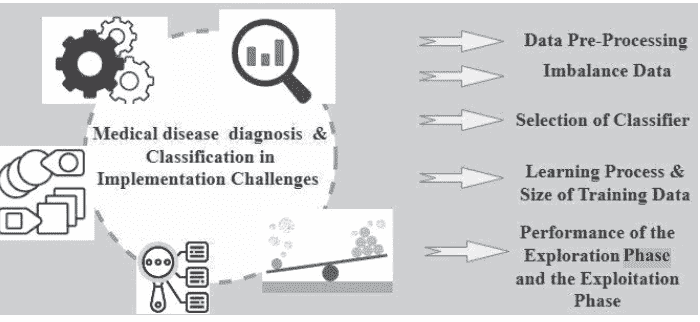 Medical disease diagnosis &
Classification in
Implementation Challenges
Data Pre-Processing
Imbalance Data
Selection of Classifier
Learning Process &
Size of Training Data
Performance of the
Exploration Phase
and the Exploitation
Phase